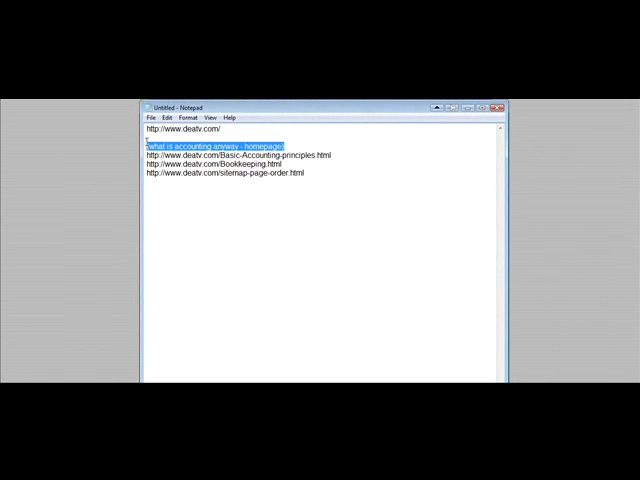 Untitled - Notepad
File Edit Format View Help
http://www.deatv.com/
(what is accounting anyway - homepage)
http://www.deatv.com/Basic-Accounting-principles.html
http://www.deatv.com/Bookkeeping.html
http://www.deatv.com/sitemap-page-order.html